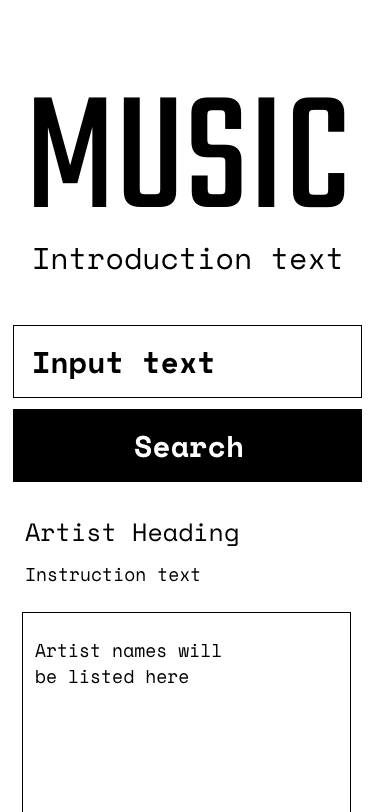 MUSIC
Introduction text
Input text
Search
Artist Heading
Instruction text
Artist names will
be listed here